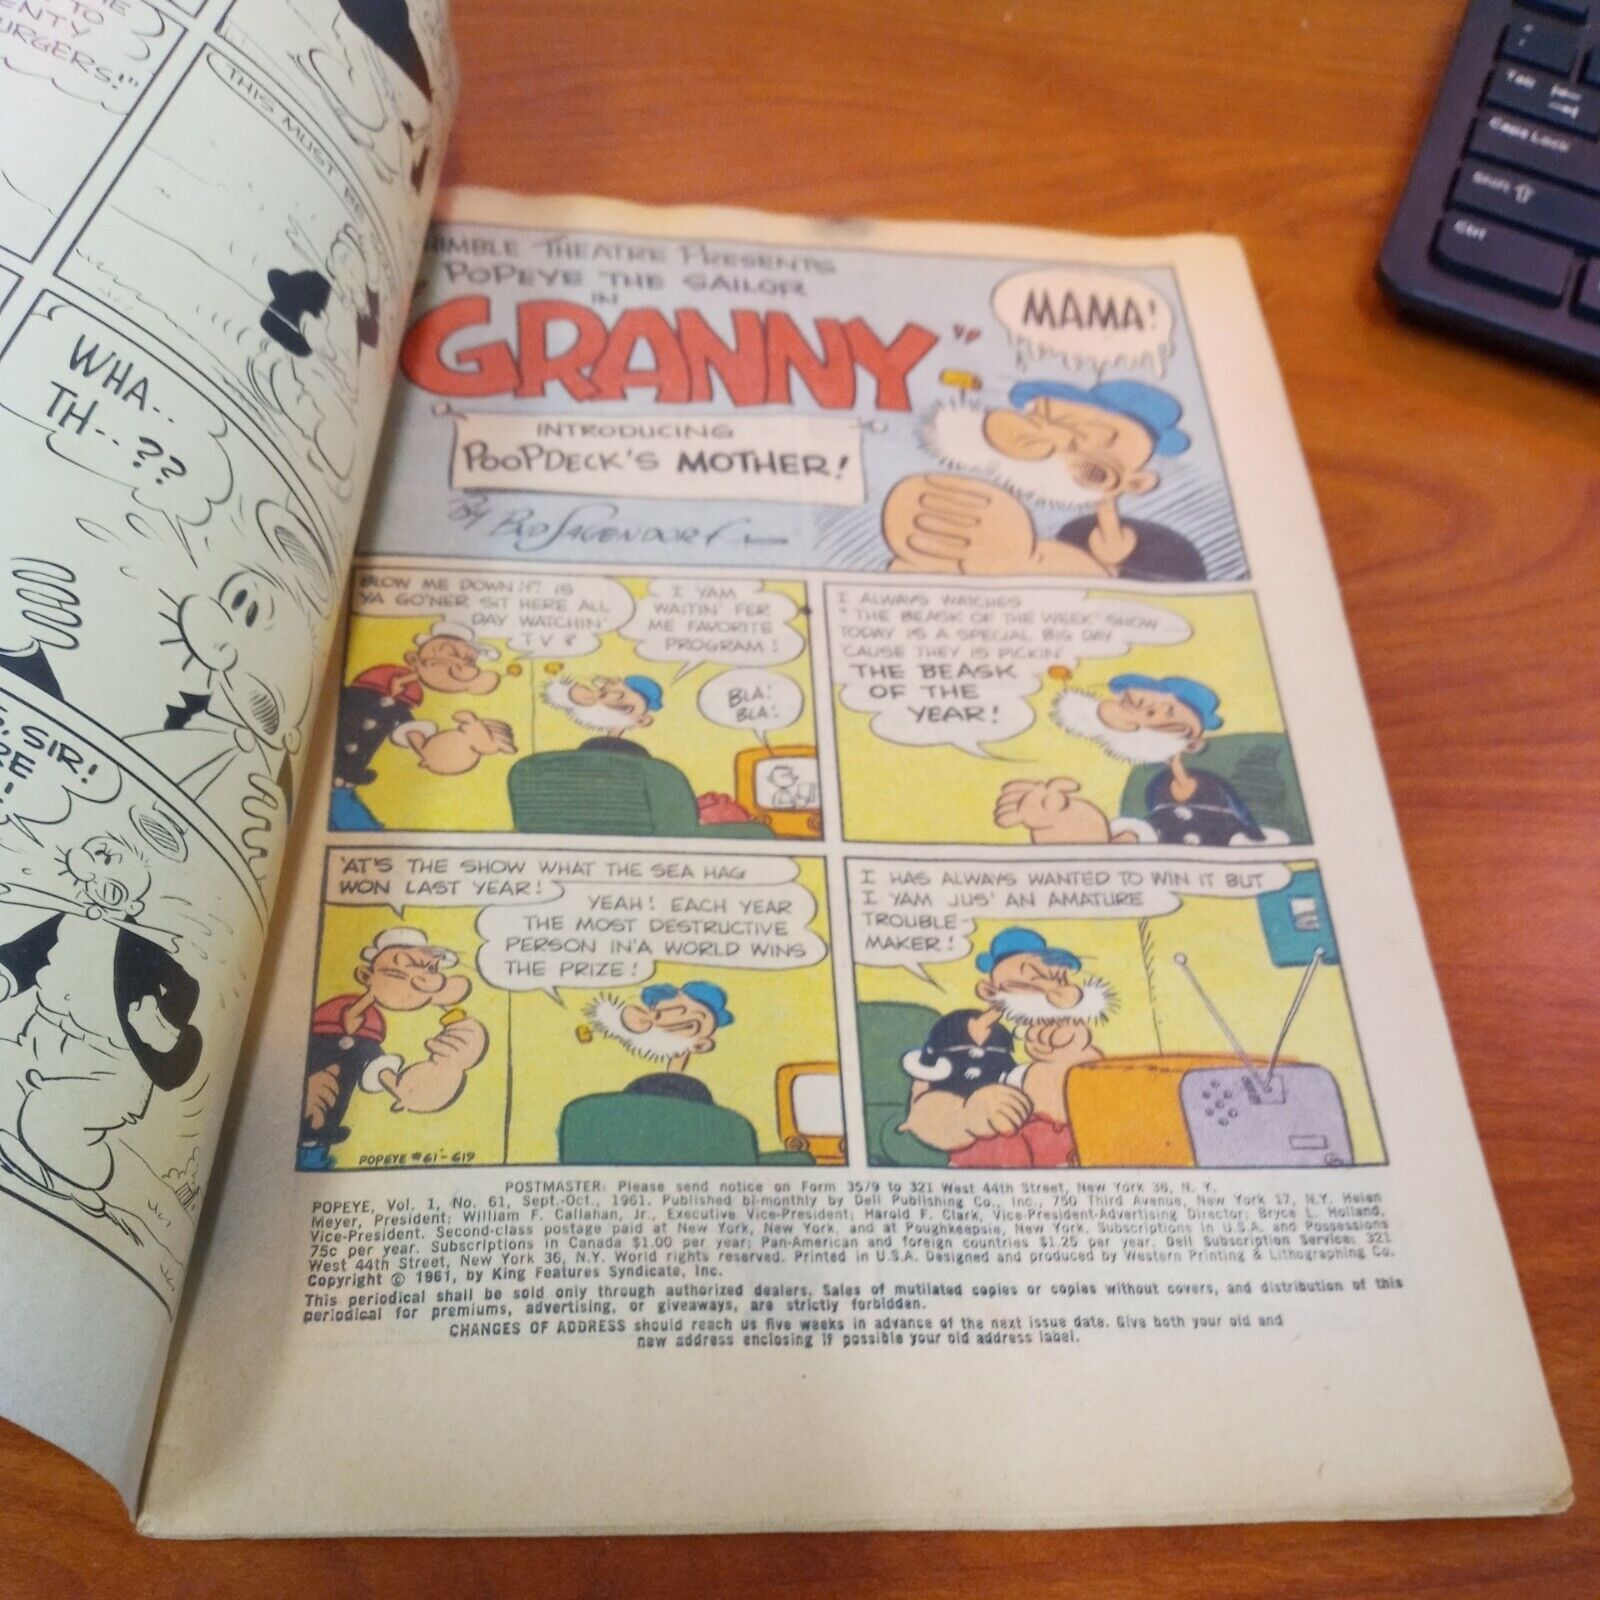 TO
ENTY
URGERS!"
THIS MUST BE
WHA..
TH--??
SIR!
THIMBLE THEATRE PRESENTS
POPEYE THE SAILOR
IN
"GRANNY"
INTRODUCING
POOPDECK'S MOTHER!
BY BUD SAGENDORF
MAMA!
BLOW ME DOWN!? IS
YA GO'NER SIT HERE ALL
DAY WATCHIN'
TV?
I YAM
WAITIN' FER
ME FAVORITE
PROGRAM!
BLA!
BLA!
I ALWAYS WATCHES
"THE BEASK OF THE WEEK" SHOW...
TODAY IS A SPECIAL BIG DAY
'CAUSE THEY IS PICKIN'
THE BEASK
OF THE
YEAR!
'AT'S THE SHOW WHAT THE SEA HAG
WON LAST YEAR!
YEAH! EACH YEAR
THE MOST DESTRUCTIVE
PERSON IN'A WORLD WINS
THE PRIZE!
I HAS ALWAYS WANTED TO WIN IT BUT
I YAM JUS' AN AMATURE
TROUBLE-
MAKER!
POPEYE #61-619
POSTMASTER: Please send notice on Form 3579 to 321 West 44th Street, New York 36, N. Y.
POPEYE, Vol. 1, No. 61, Sept.-Oct., 1961. Published bi-monthly by Dell Publishing Co., Inc., 750 Third Avenue, New York 17, N.Y. Helen
Meyer, President; William F. Callahan, Jr., Executive Vice-President; Harold F. Clark, Vice-President-Advertising Director; Bryce L. Holland,
Vice-President. Second-class postage paid at New York, New York, and at Poughkeepsie, New York. Subscriptions in U.S.A. and Possessions
75c per year. Subscriptions in Canada $1.00 per year; Pan-American and foreign countries $1.25 per year. Dell Subscription Service: 321
West 44th Street, New York 36, N.Y. World rights reserved. Printed in U.S.A. Designed and produced by Western Printing & Lithographing Co.
Copyright © 1961, by King Features Syndicate, Inc.
This periodical shall be sold only through authorized dealers. Sales of mutilated copies or copies without covers, and distribution of this
periodical for premiums, advertising, or giveaways, are strictly forbidden.
CHANGES OF ADDRESS should reach us five weeks in advance of the next issue date. Give both your old and
new address enclosing if possible your old address label.
Tab
Caps Lock
Shift ⇧
Ctrl